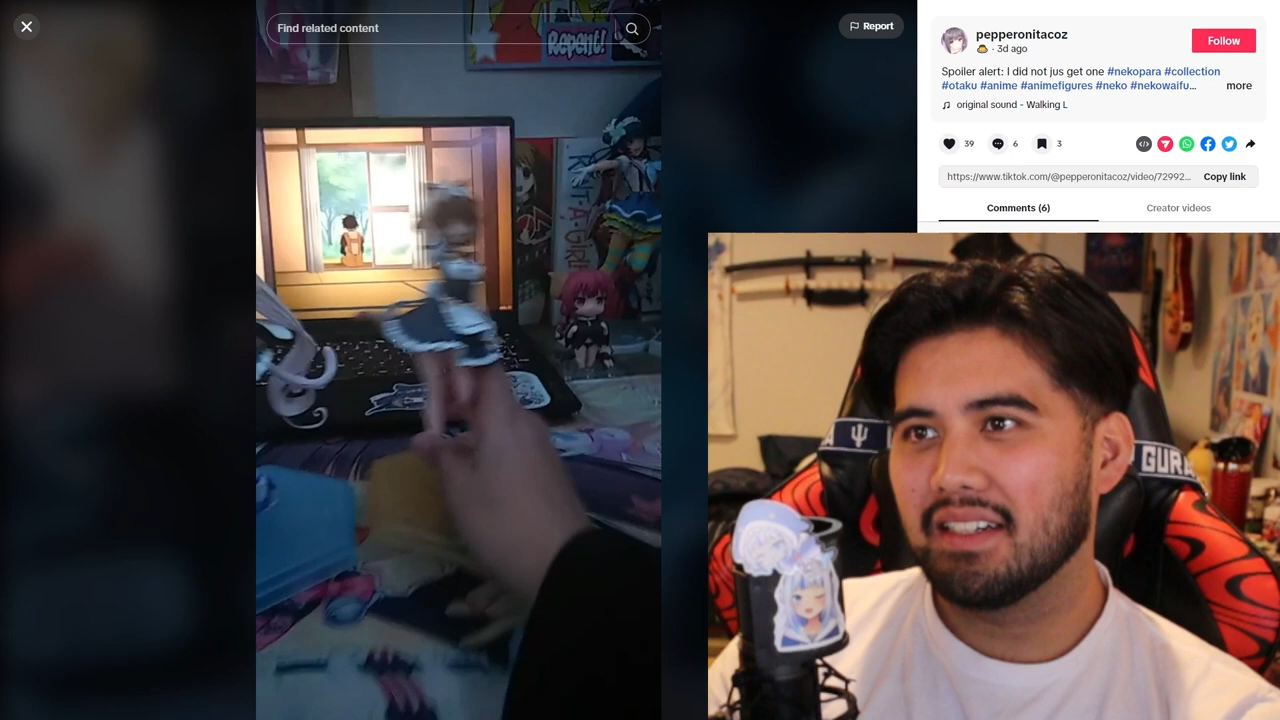 Find related content
Report
Repent!
RENT-A-GIRL
pepperonitacoz
· 3d ago
Follow
Spoiler alert: I did not jus get one #nekopara #collection
#otaku #anime #animefigures #neko #nekowaifu...
more
original sound - Walking L
39
6
3
https://www.tiktok.com/@pepperonitacoz/video/72992...
Copy link
Comments (6)
Creator videos
A
GURA